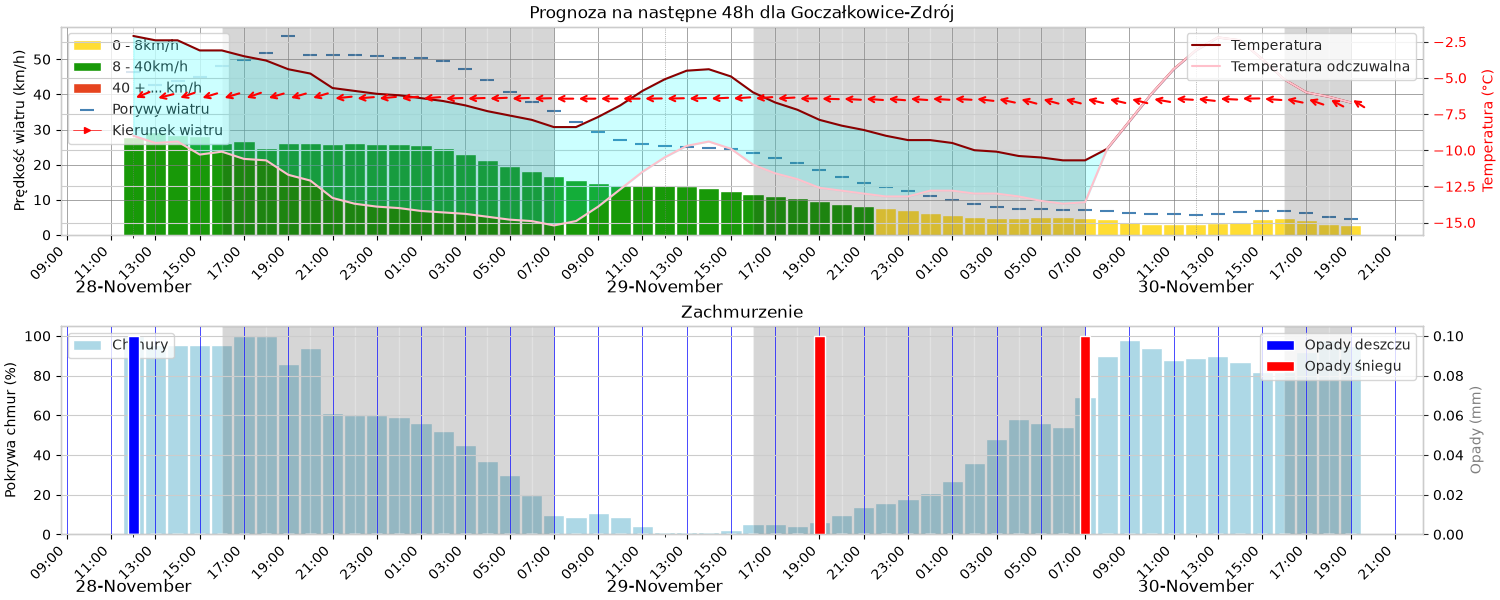 Prognoza na następne 48h dla Goczałkowice-Zdrój
Prędkość wiatru (km/h)
50
40
30
20
10
0
0 - 8km/h
8 - 40km/h
40 + ... km/h
Porywy wiatru
Kierunek wiatru
Temperatura
Temperatura odczuwalna
−2.5
−5.0
−7.5
−10.0
−12.5
−15.0
Temperatura (°C)
09:00 11:00 13:00 15:00 17:00 19:00 21:00 23:00 01:00 03:00 05:00 07:00 09:00 11:00 13:00 15:00 17:00 19:00 21:00 23:00 01:00 03:00 05:00 07:00 09:00 11:00 13:00 15:00 17:00 19:00 21:00
28-November 29-November 30-November
Zachmurzenie
Pokrywa chmur (%)
100
80
60
40
20
0
Chmury
Opady deszczu
Opady śniegu
0.10
0.08
0.06
0.04
0.02
0.00
Opady (mm)
09:00 11:00 13:00 15:00 17:00 19:00 21:00 23:00 01:00 03:00 05:00 07:00 09:00 11:00 13:00 15:00 17:00 19:00 21:00 23:00 01:00 03:00 05:00 07:00 09:00 11:00 13:00 15:00 17:00 19:00 21:00
28-November 29-November 30-November